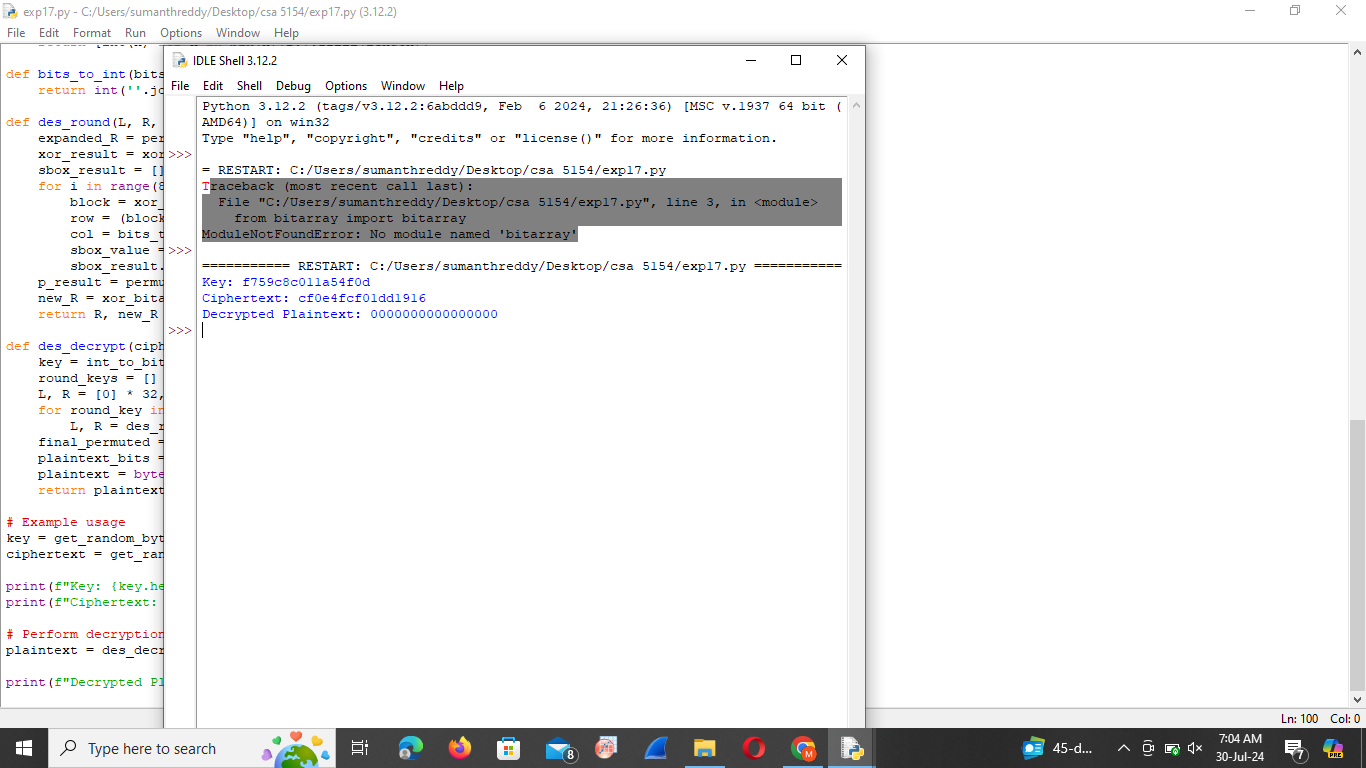 exp17.py - C:/Users/sumanthreddy/Desktop/csa 5154/exp17.py (3.12.2)
File Edit Format Run Options Window Help
def bits_to_int(bits
return int(''.jo
def des_round(L, R,
expanded_R = per
xor_result = xor
sbox_result = []
for i in range(8
block = xor_
row = (block
col = bits_t
sbox_value =
sbox_result.
p_result = permu
new_R = xor_bita
return R, new_R
def des_decrypt(ciph
key = int_to_bit
round_keys = []
L, R = [0] * 32,
for round_key in
L, R = des_r
final_permuted =
plaintext_bits =
plaintext = byte
return plaintext
# Example usage
key = get_random_byt
ciphertext = get_ran
print(f"Key: {key.he
print(f"Ciphertext:
# Perform decryption
plaintext = des_decr
print(f"Decrypted Pl
IDLE Shell 3.12.2
File Edit Shell Debug Options Window Help
Python 3.12.2 (tags/v3.12.2:6abddd9, Feb  6 2024, 21:26:36) [MSC v.1937 64 bit (
AMD64)] on win32
Type "help", "copyright", "credits" or "license()" for more information.
>>>
= RESTART: C:/Users/sumanthreddy/Desktop/csa 5154/exp17.py
Traceback (most recent call last):
File "C:/Users/sumanthreddy/Desktop/csa 5154/exp17.py", line 3, in <module>
from bitarray import bitarray
ModuleNotFoundError: No module named 'bitarray'
>>>
=========== RESTART: C:/Users/sumanthreddy/Desktop/csa 5154/exp17.py ===========
Key: f759c8c011a54f0d
Ciphertext: cf0e4fcf01dd1916
Decrypted Plaintext: 0000000000000000
>>>
Ln: 100 Col: 0
Type here to search
8
M
45-d...
7:04 AM
30-Jul-24
7
PRE